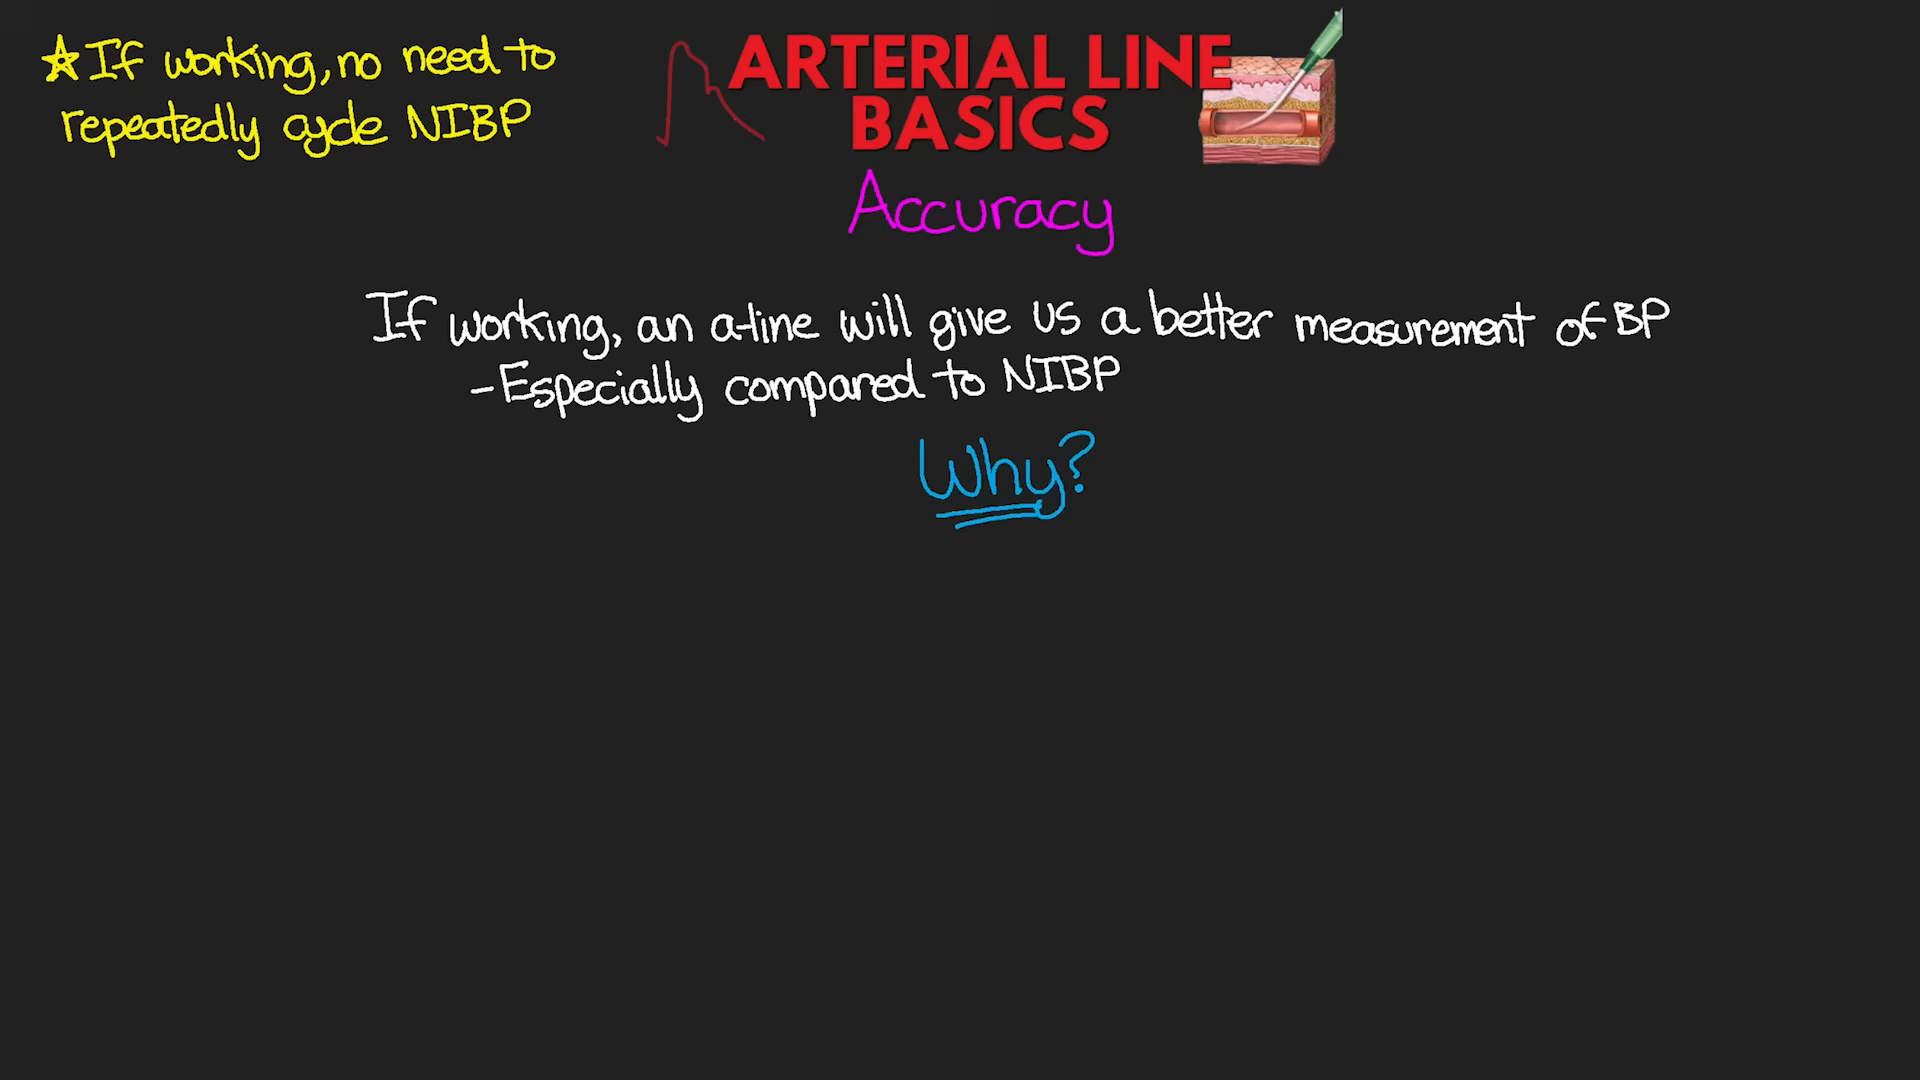 ☆If working, no need to
repeatedly cycle NIBP
ARTERIAL LINE
BASICS
Accuracy
If working, an a-line will give us a better measurement of BP
-Especially compared to NIBP
Why?